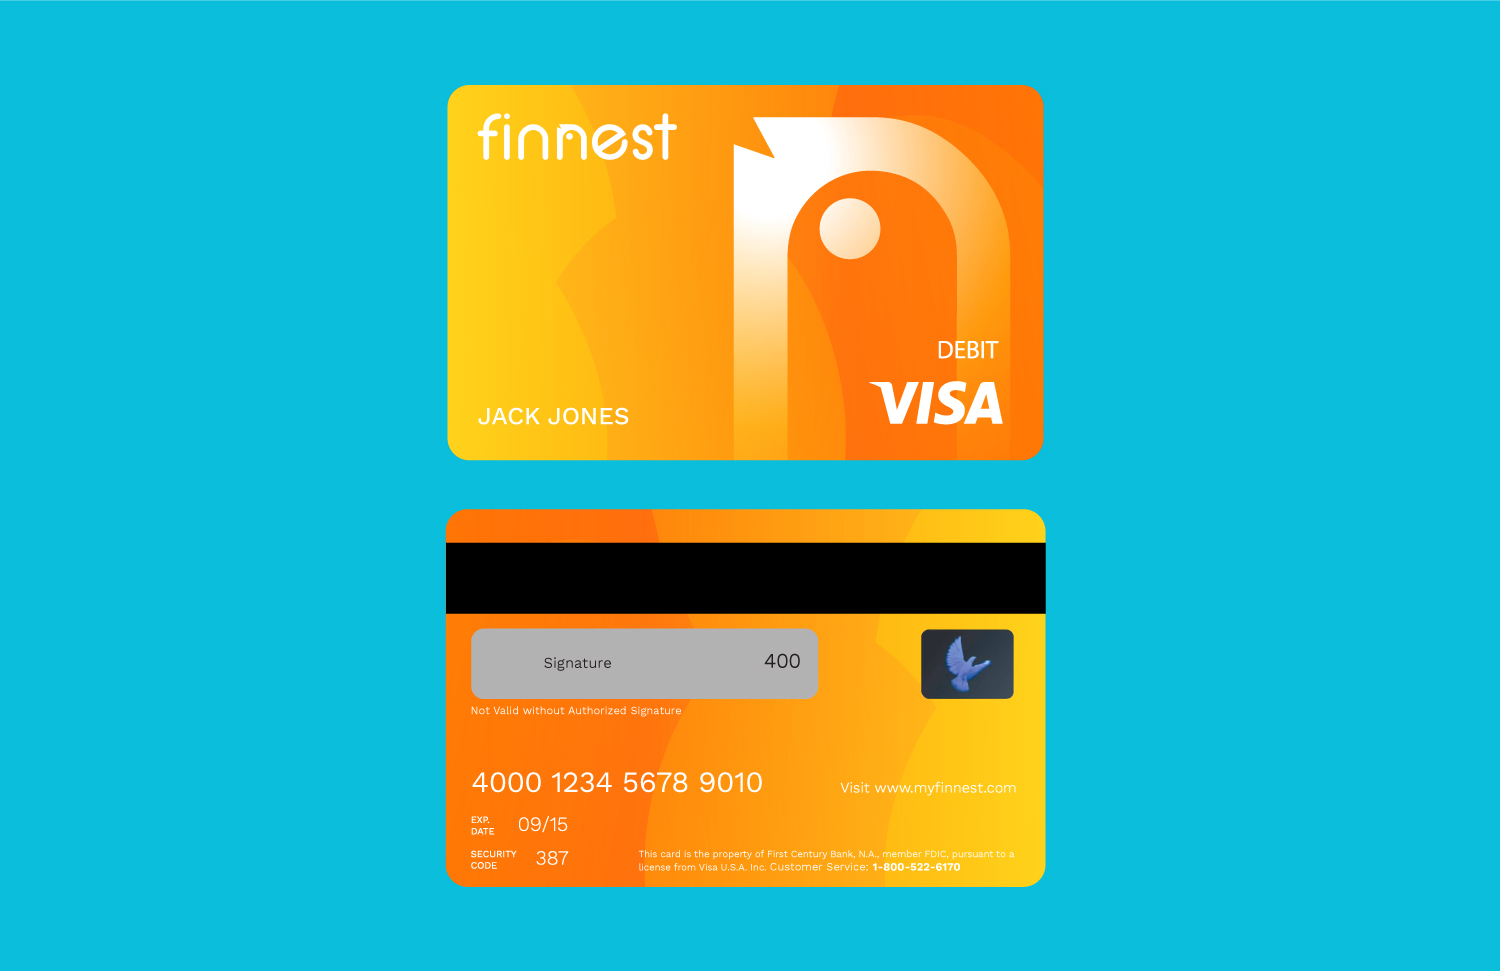 finnest
DEBIT
VISA
JACK JONES
Signature 400
Not Valid without Authorized Signature
4000 1234 5678 9010
Visit www.myfinnest.com
EXP.
DATE 09/15
SECURITY
CODE 387
This card is the property of First Century Bank, N.A., member FDIC, pursuant to a
license from Visa U.S.A. Inc. Customer Service: 1-800-522-6170